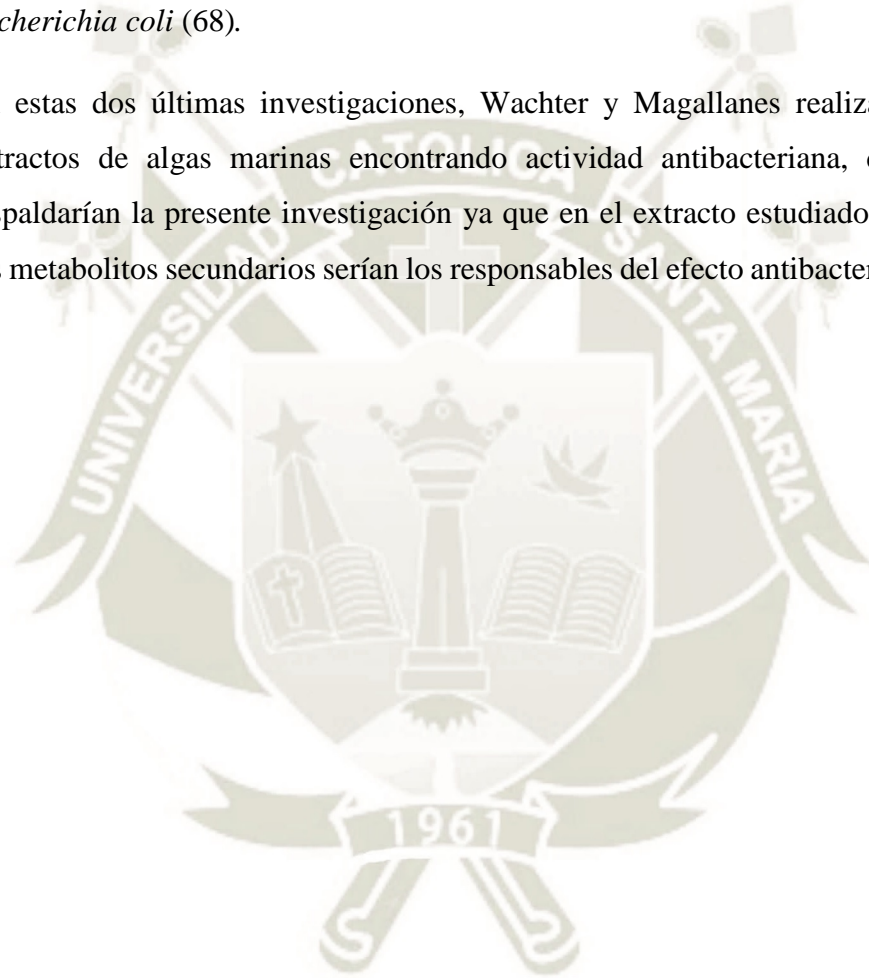 cherichia coli (68).
estas dos últimas investigaciones, Wachter y Magallanes realiza
tractos de algas marinas encontrando actividad antibacteriana,
spaldarían la presente investigación ya que en el extracto estudiado
s metabolitos secundarios serían los responsables del efecto antibacter
UNIVERSIDAD CATOLICA SANTA MARIA
1961